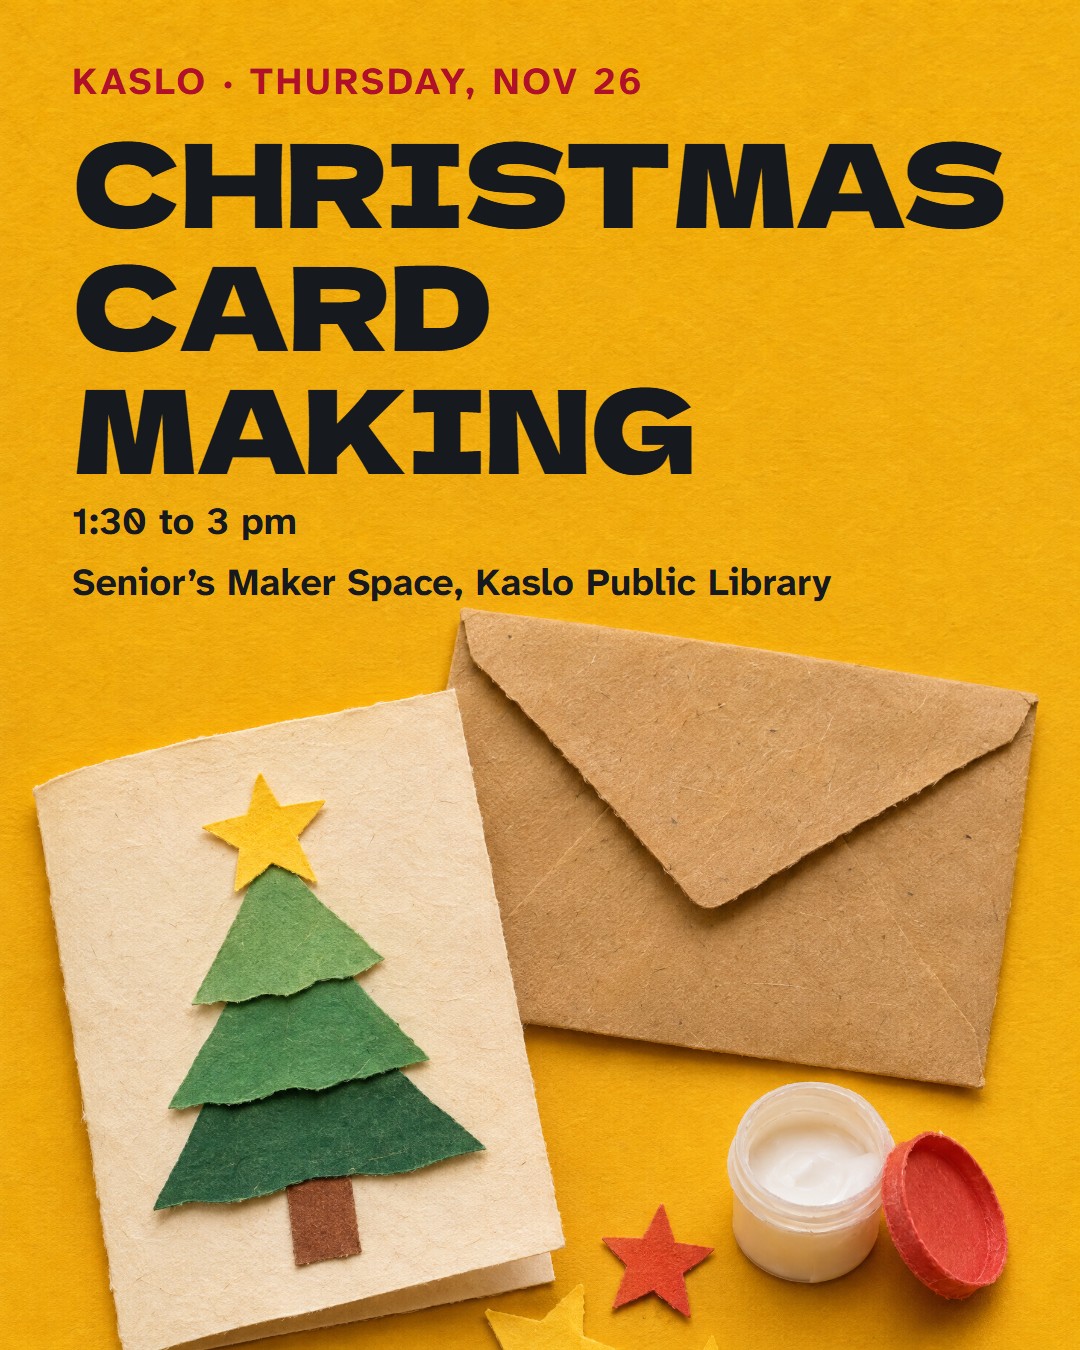 KASLO · THURSDAY, NOV 26
CHRISTMAS
CARD
MAKING
1:30 to 3 pm
Senior’s Maker Space, Kaslo Public Library